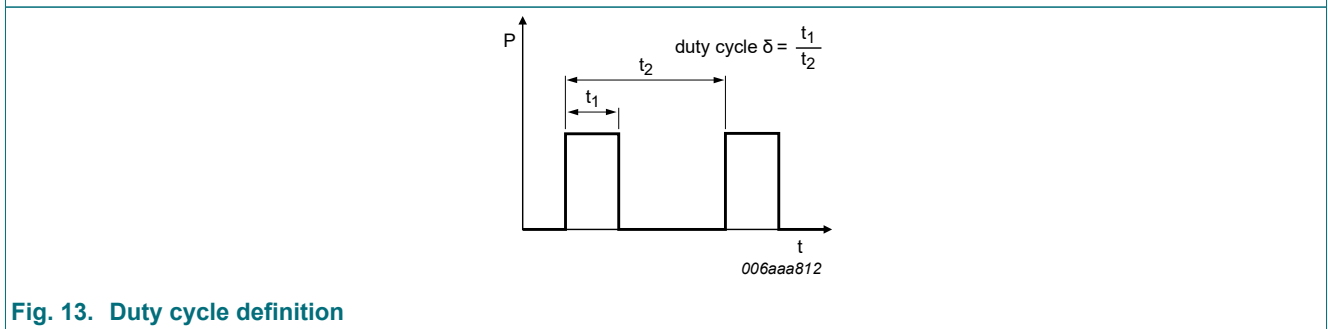 P
duty cycle δ = t1/t2
t2
t1
t
006aaa812
Fig. 13. Duty cycle definition